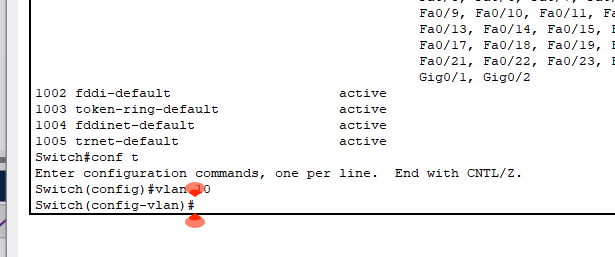 Fa0/9, Fa0/10, Fa0/11, Fa
Fa0/13, Fa0/14, Fa0/15, F
Fa0/17, Fa0/18, Fa0/19, F
Fa0/21, Fa0/22, Fa0/23, F
Gig0/1, Gig0/2
1002 fddi-default active
1003 token-ring-default active
1004 fddinet-default active
1005 trnet-default active
Switch#conf t
Enter configuration commands, one per line. End with CNTL/Z.
Switch(config)#vlan 10
Switch(config-vlan)#